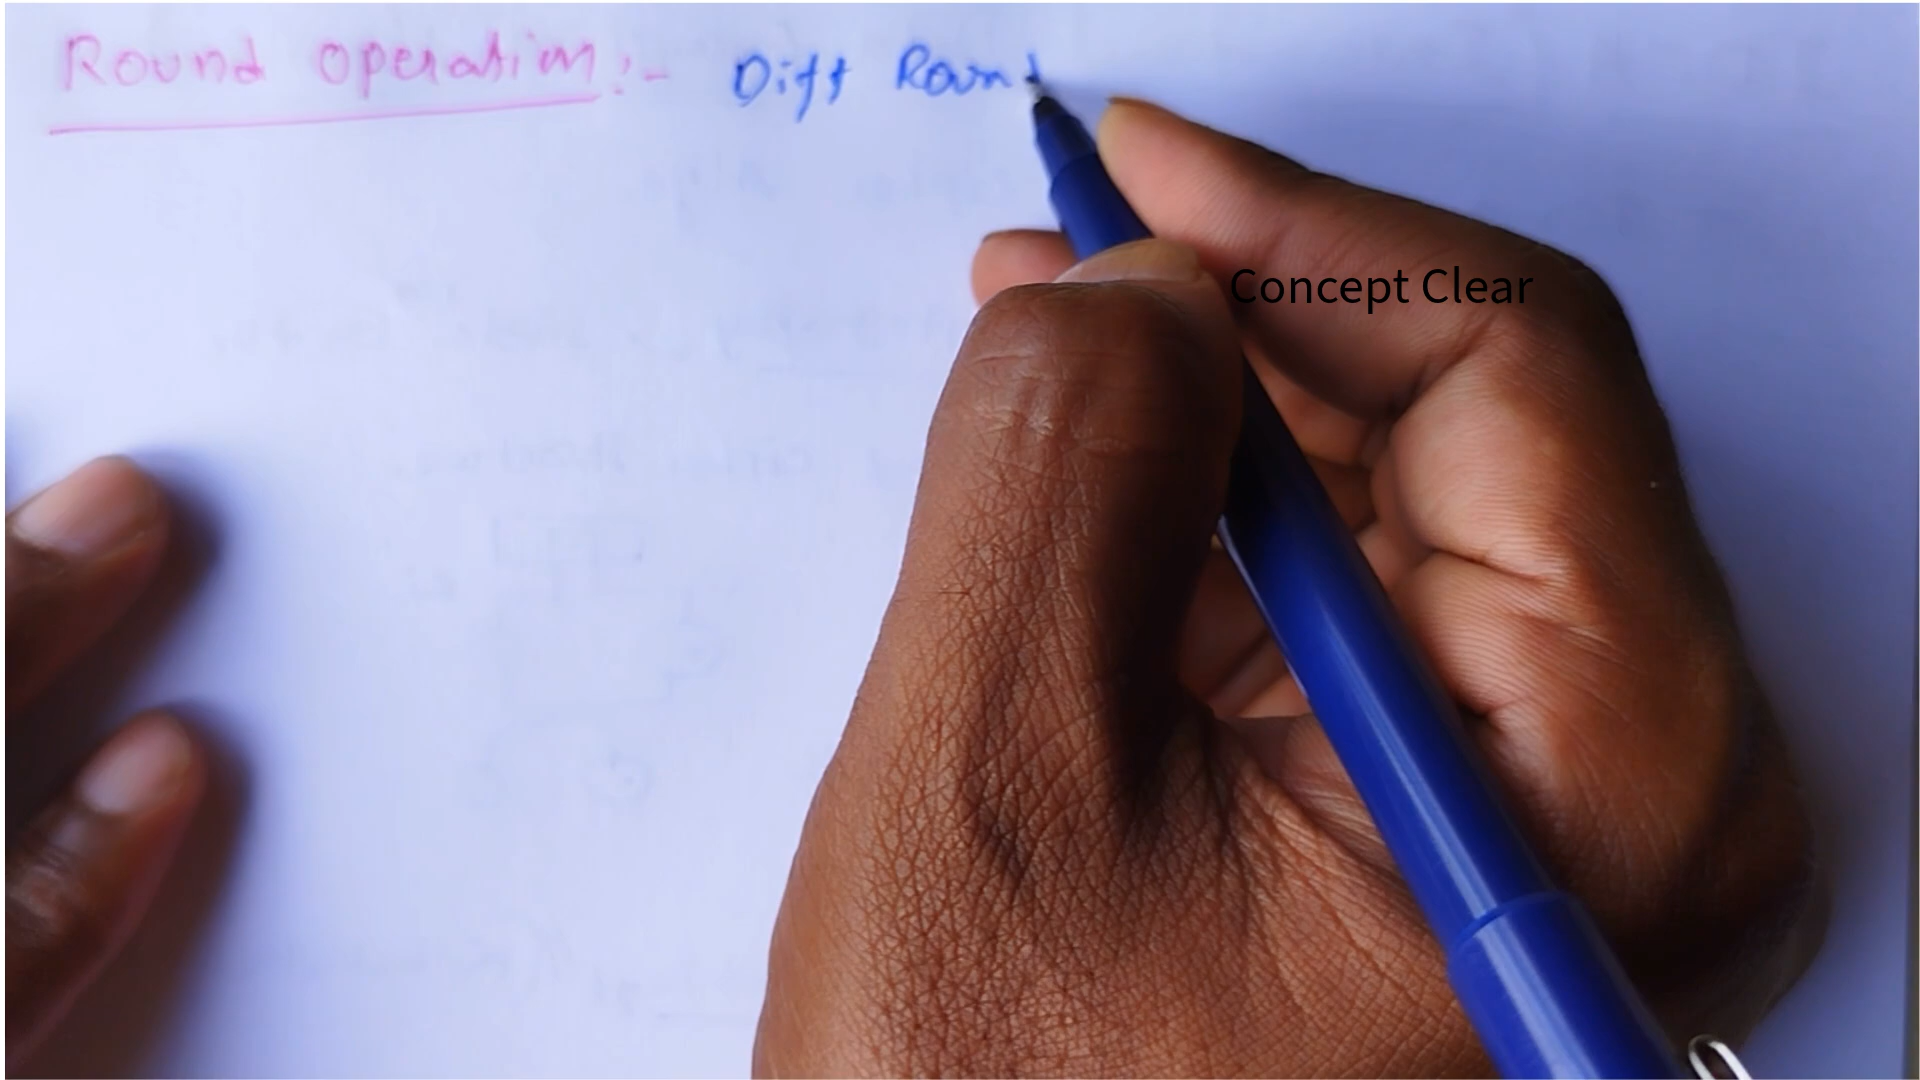 Round operation :- Diff Round
Concept Clear